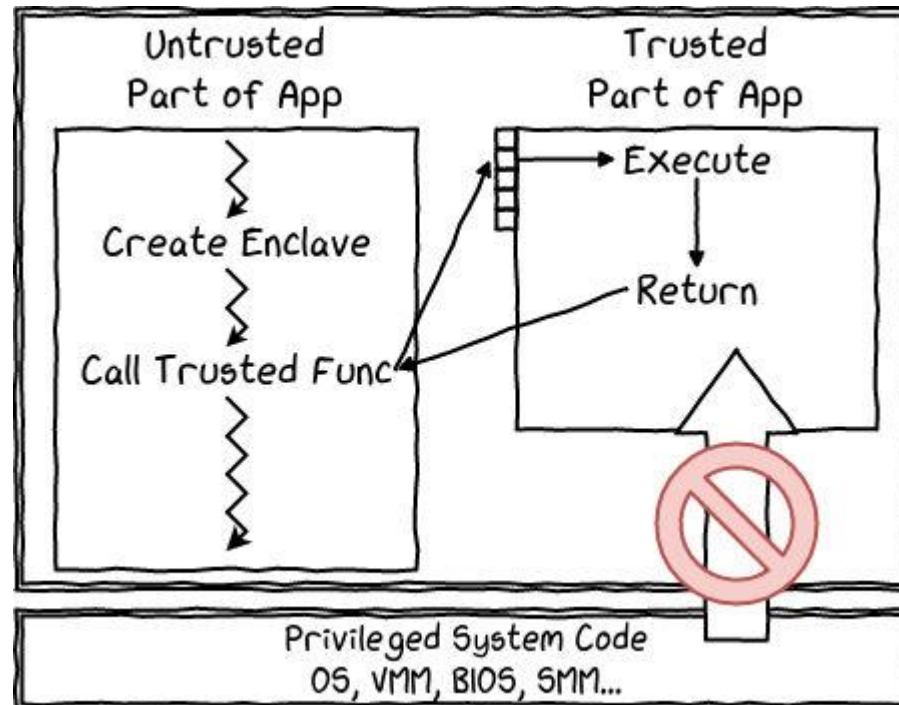 Untrusted
Part of App
Trusted
Part of App
Create Enclave
Call Trusted Func
Execute
Return
Privileged System Code
OS, VMM, BIOS, SMM...